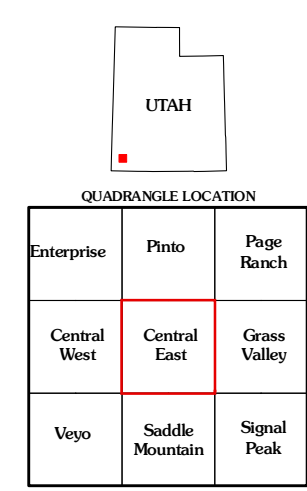 UTAH
QUADRANGLE LOCATION
Enterprise
Pinto
Page
Ranch
Central
West
Central
East
Grass
Valley
Veyo
Saddle
Mountain
Signal
Peak